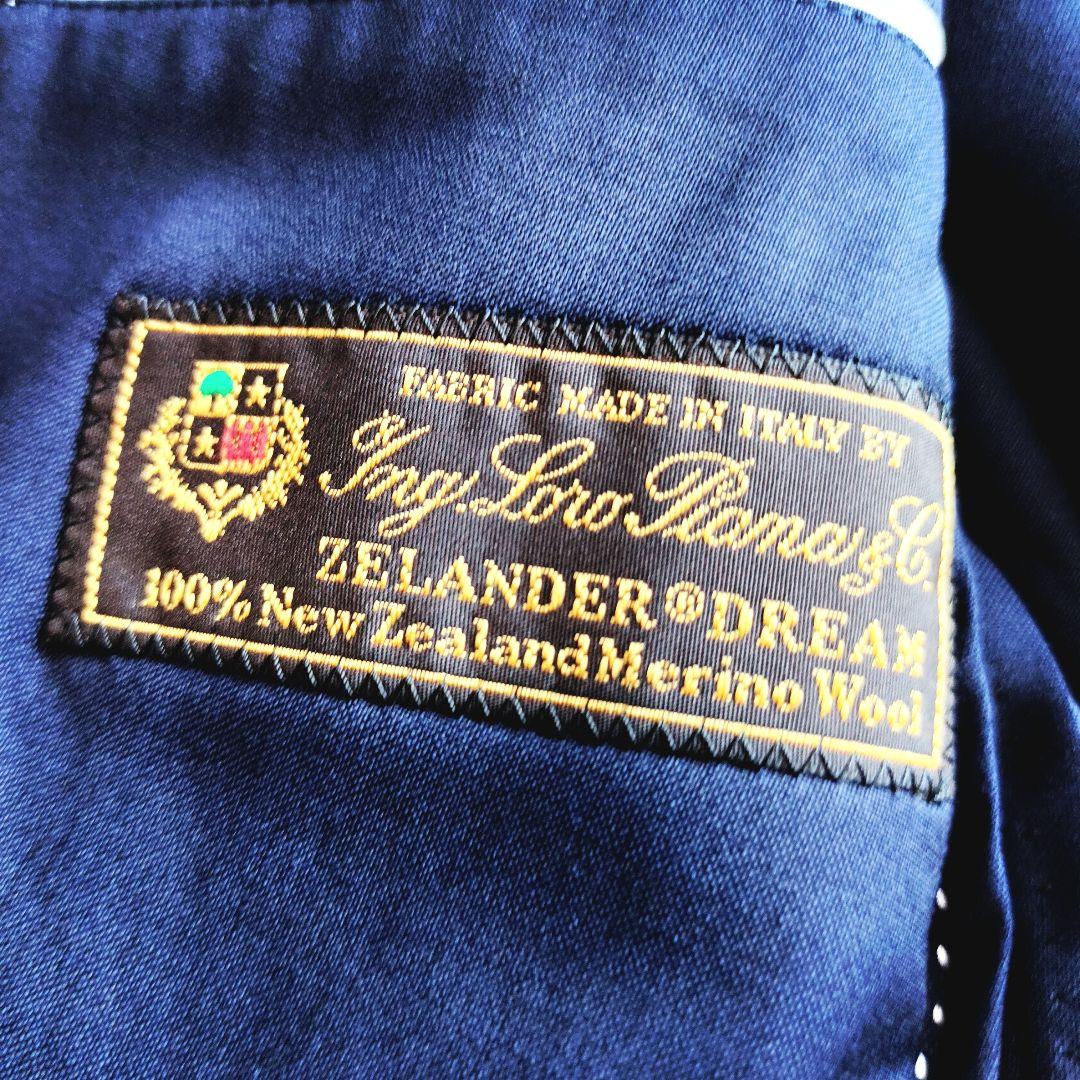 FABRIC MADE IN ITALY BY
Ing. Loro Piana & C.
ZELANDER ® DREAM
100% New Zealand Merino Wool